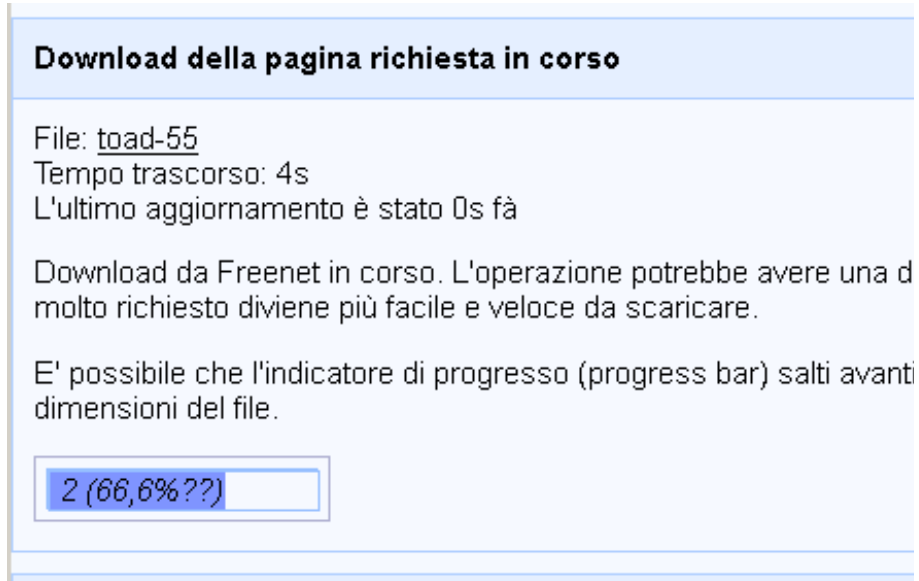 Download della pagina richiesta in corso
File: toad-55
Tempo trascorso: 4s
L'ultimo aggiornamento è stato 0s fà
Download da Freenet in corso. L'operazione potrebbe avere una
molto richiesto diviene più facile e veloce da scaricare.
E' possibile che l'indicatore di progresso (progress bar) salti avanti
dimensioni del file.
2 (66,6%??)